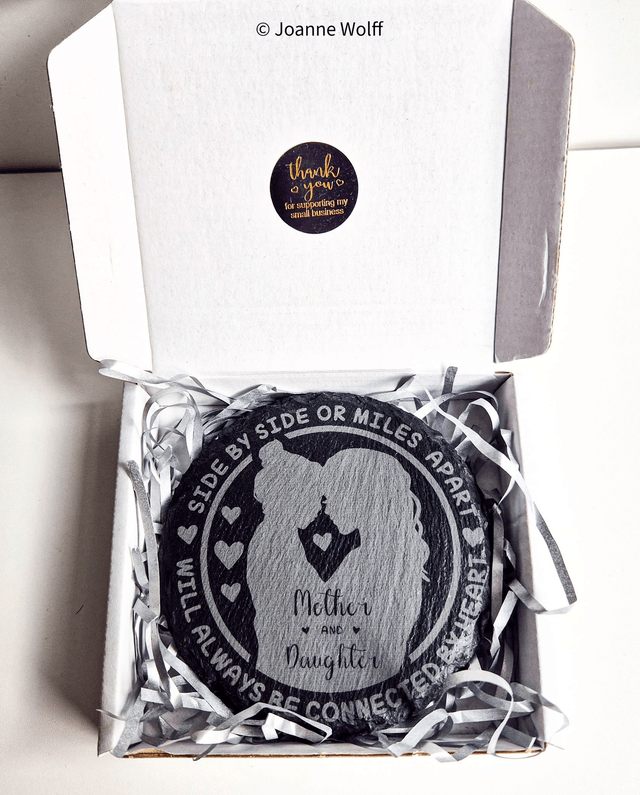 © Joanne Wolff
thank
you
for supporting my
small business
SIDE BY SIDE OR MILES APART
WILL ALWAYS BE CONNECTED BY HEART
Mother
AND
Daughter